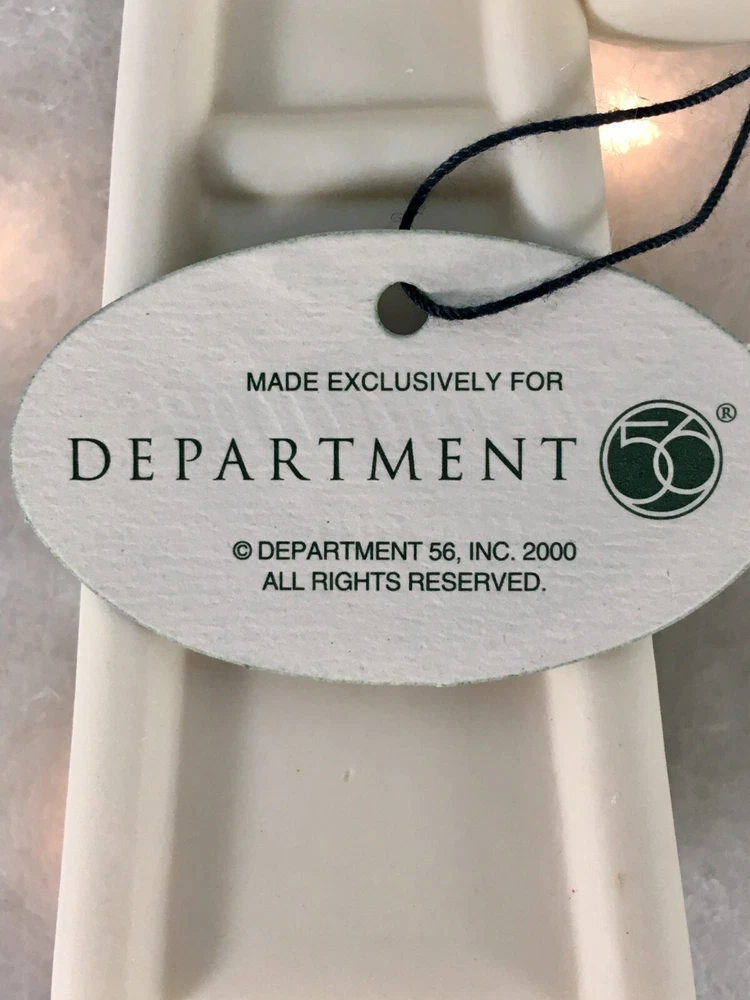 MADE EXCLUSIVELY FOR
DEPARTMENT 56®
© DEPARTMENT 56, INC. 2000
ALL RIGHTS RESERVED.